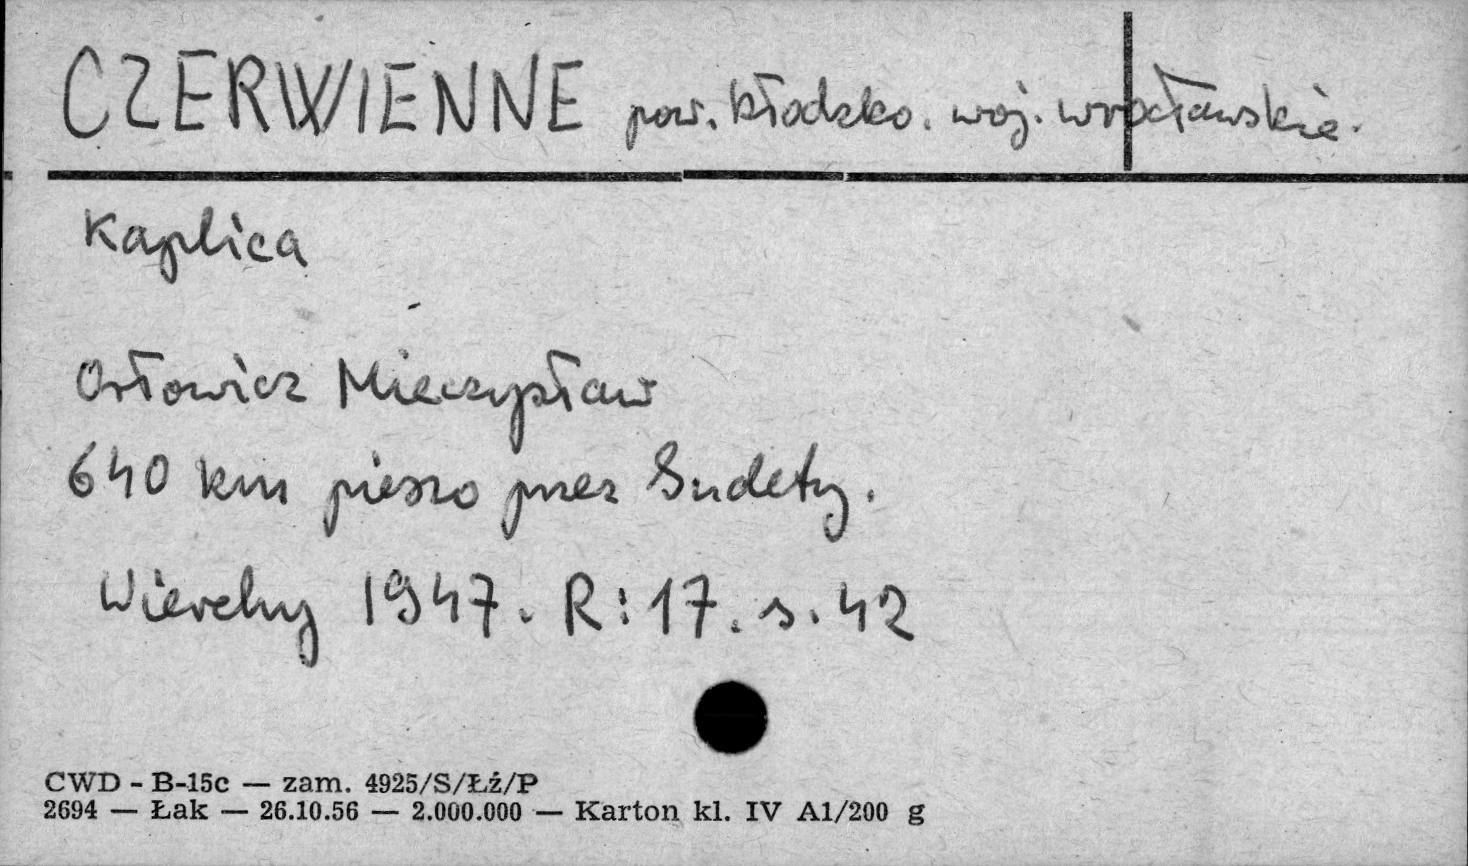 CZERWIENNE pow. Kłodzko. woj. wrocławskie.
Kaplica
Orłowicz Mieczysław
640 km pieszo przez Sudety.
Wierchy 1947. R: 17. s. 42
CWD - B-15c — zam. 4925/S/Łź/P
2694 — Łak — 26.10.56 — 2.000.000 — Karton kl. IV A1/200 g